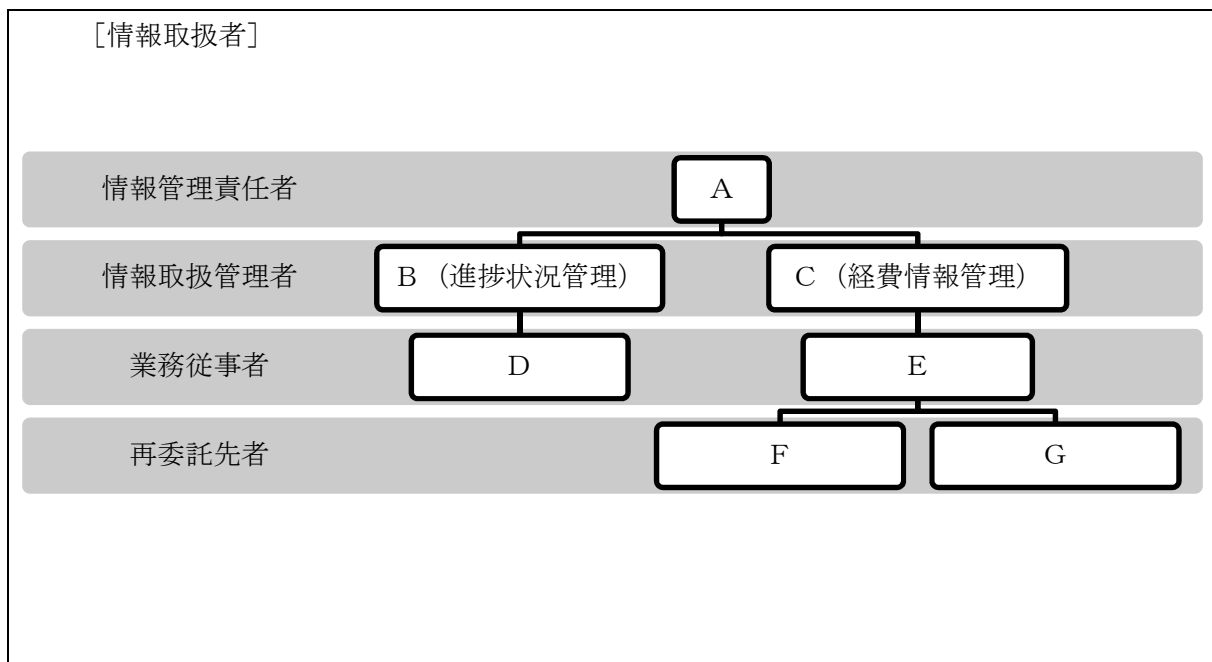 ［情報取扱者］
情報管理責任者
A
情報取扱管理者
B （進捗状況管理）
C （経費情報管理）
業務従事者
D
E
再委託先者
F
G